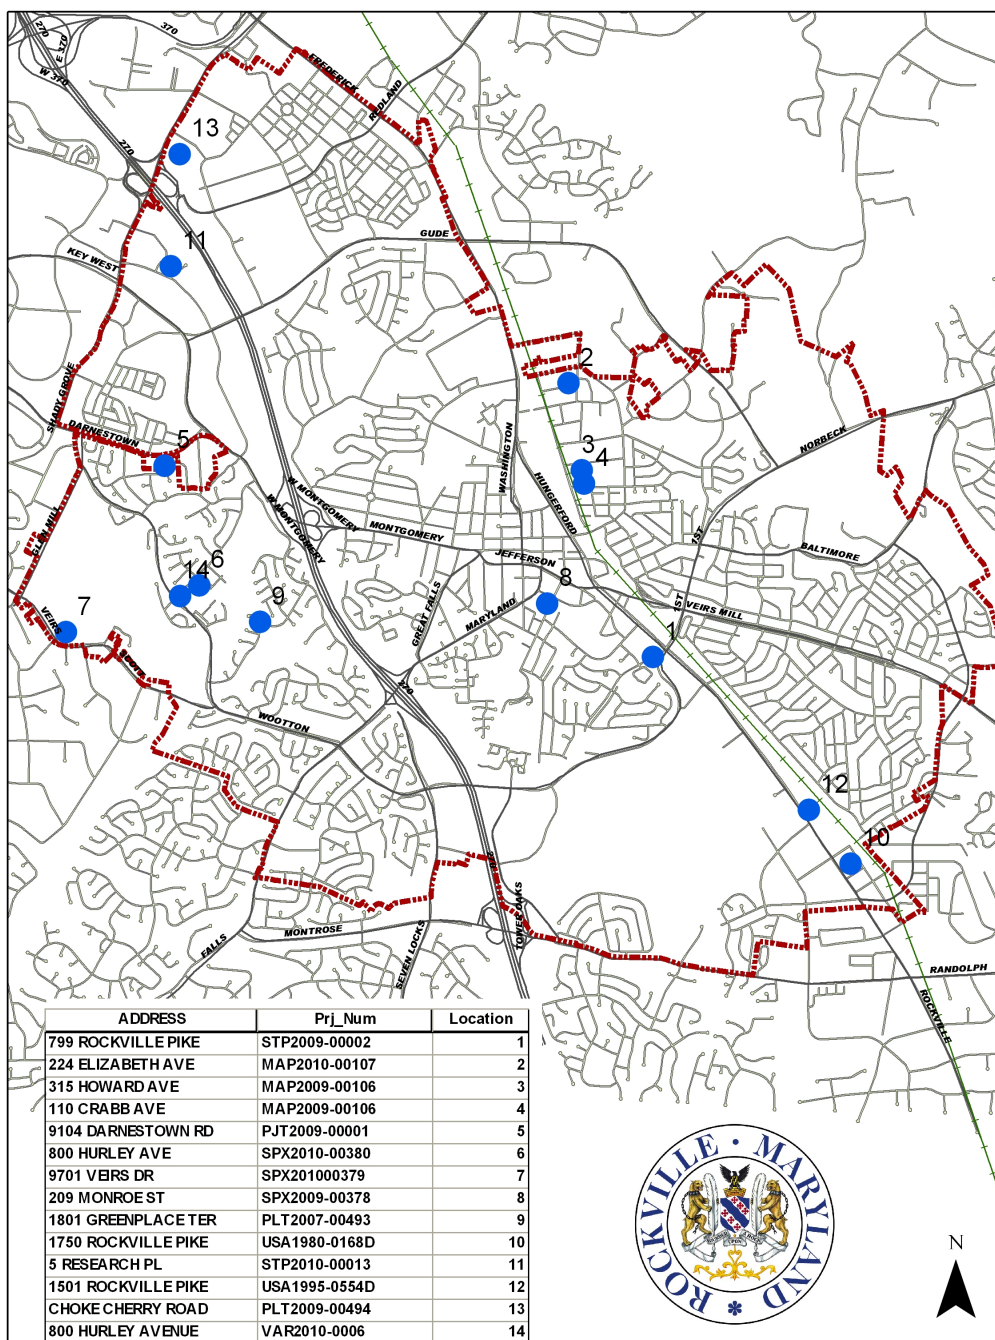 370
270
E 370
W 370
FREDERICK
REDLAND
13
270
11
KEY WEST
GUDE
2
SHADY GROVE
DARNESTOWN
5
3
4
WASHINGTON
HUNGERFORD
NORBECK
W MONTGOMERY
W MONTGOMERY
MONTGOMERY
1ST
BALTIMORE
GLEN MILL
JEFFERSON
6
14
8
GREAT FALLS
MARYLAND
1ST
VEIRS MILL
9
7
VEIRS
1
270
WOOTTON
12
10
270
TOWER OAKS
FALLS
MONTROSE
SEVEN LOCKS
RANDOLPH
ROCKVILLE
ADDRESS Prj_Num Location
799 ROCKVILLE PIKE STP2009-00002 1
224 ELIZABETH AVE MAP2010-00107 2
315 HOWARD AVE MAP2009-00106 3
110 CRABB AVE MAP2009-00106 4
9104 DARNESTOWN RD PJT2009-00001 5
800 HURLEY AVE SPX2010-00380 6
9701 VEIRS DR SPX201000379 7
209 MONROE ST SPX2009-00378 8
1801 GREENPLACE TER PLT2007-00493 9
1750 ROCKVILLE PIKE USA1980-0168D 10
5 RESEARCH PL STP2010-00013 11
1501 ROCKVILLE PIKE USA1995-0554D 12
CHOKE CHERRY ROAD PLT2009-00494 13
800 HURLEY AVENUE VAR2010-0006 14
ROCKVILLE · MARYLAND
N